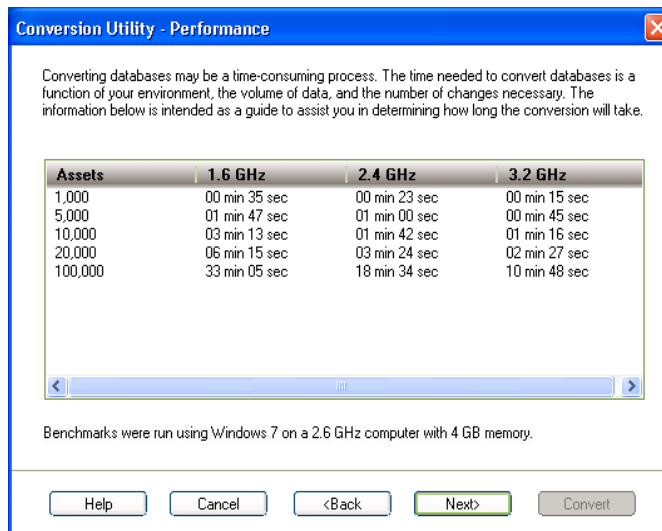 Conversion Utility - Performance
Converting databases may be a time-consuming process. The time needed to convert databases is a
function of your environment, the volume of data, and the number of changes necessary. The
information below is intended as a guide to assist you in determining how long the conversion will take.
Assets 1.6 GHz 2.4 GHz 3.2 GHz
1,000 00 min 35 sec 00 min 23 sec 00 min 15 sec
5,000 01 min 47 sec 01 min 00 sec 00 min 45 sec
10,000 03 min 13 sec 01 min 42 sec 01 min 16 sec
20,000 06 min 15 sec 03 min 24 sec 02 min 27 sec
100,000 33 min 05 sec 18 min 34 sec 10 min 48 sec
Benchmarks were run using Windows 7 on a 2.6 GHz computer with 4 GB memory.
Help Cancel <Back Next> Convert